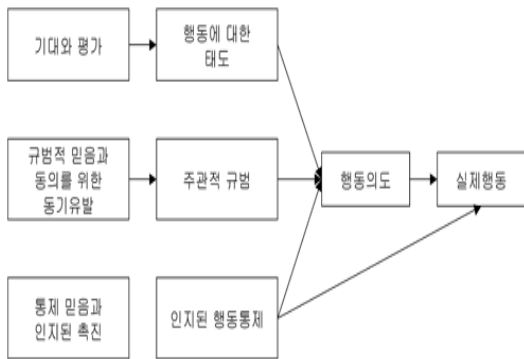 기대와 평가
행동에 대한
태도
규범적 믿음과
동의를 위한
동기유발
주관적 규범
행동의도
실제행동
통제 믿음과
인지된 촉진
인지된 행동통제